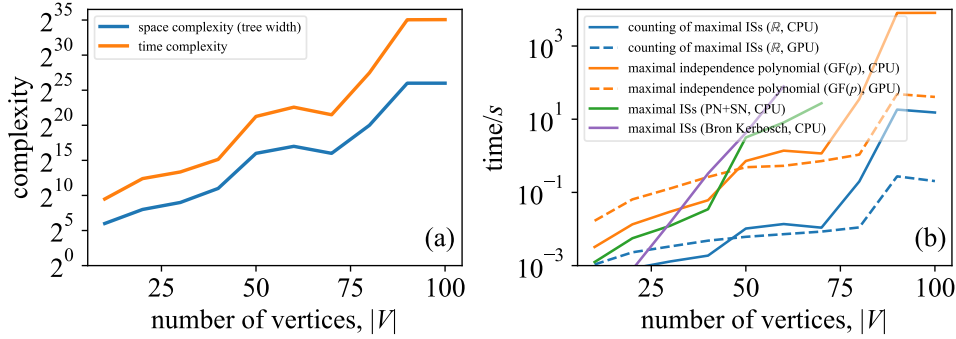 2^35
2^30
2^25
2^20
2^15
2^10
2^5
2^0
complexity
space complexity (tree width)
time complexity
(a)
25
50
75
100
number of vertices, |V|
10^3
10^1
10^−1
10^−3
time/s
counting of maximal ISs (ℝ, CPU)
counting of maximal ISs (ℝ, GPU)
maximal independence polynomial (GF(p), CPU)
maximal independence polynomial (GF(p), GPU)
maximal ISs (PN+SN, CPU)
maximal ISs (Bron Kerbosch, CPU)
(b)
25
50
75
100
number of vertices, |V|